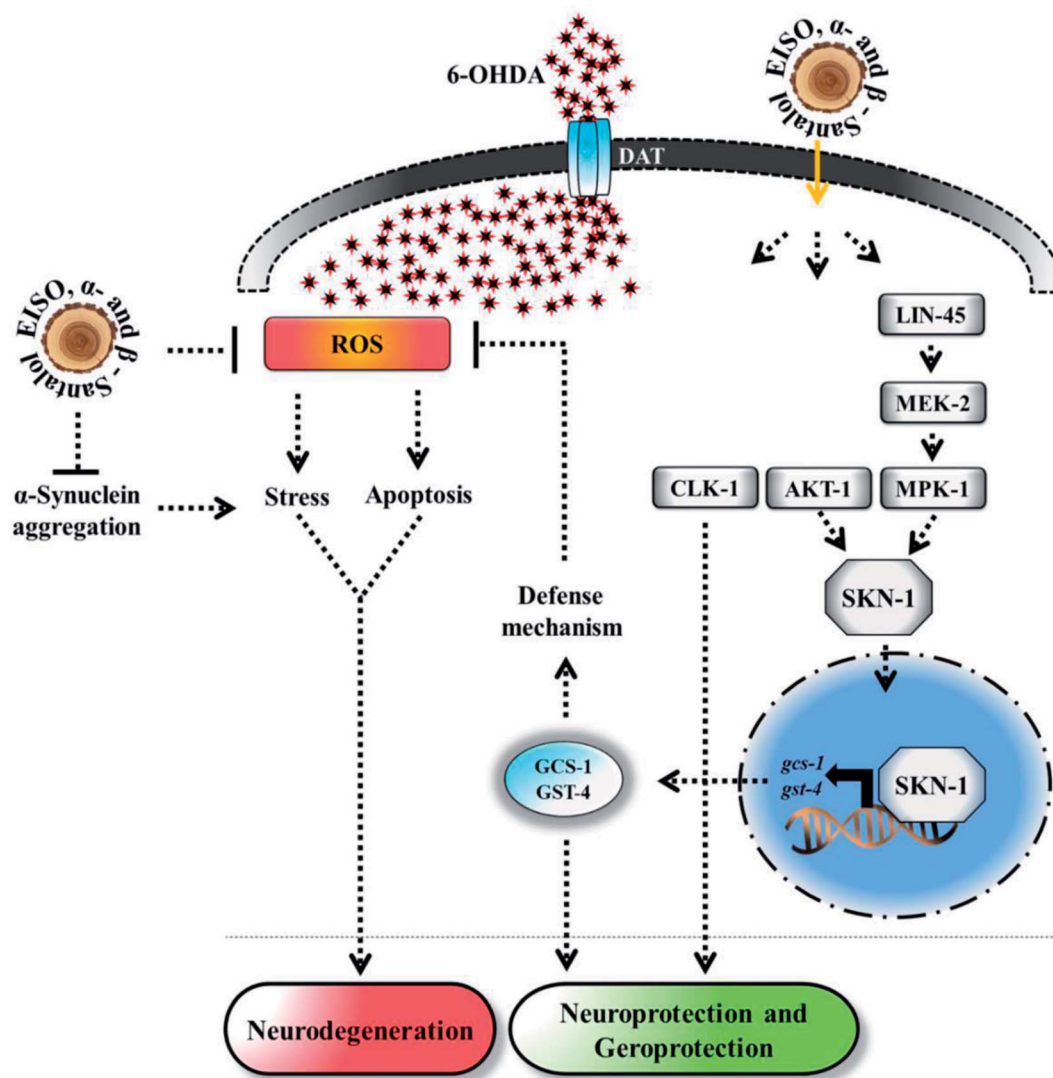 6-OHDA
EISO, α- and β - Santalol
DAT
EISO, α- and β - Santalol
ROS
LIN-45
MEK-2
α-Synuclein
aggregation
Stress
Apoptosis
CLK-1
AKT-1
MPK-1
SKN-1
Defense
mechanism
GCS-1
GST-4
gcs-1
gst-4
SKN-1
Neurodegeneration
Neuroprotection and
Geroprotection